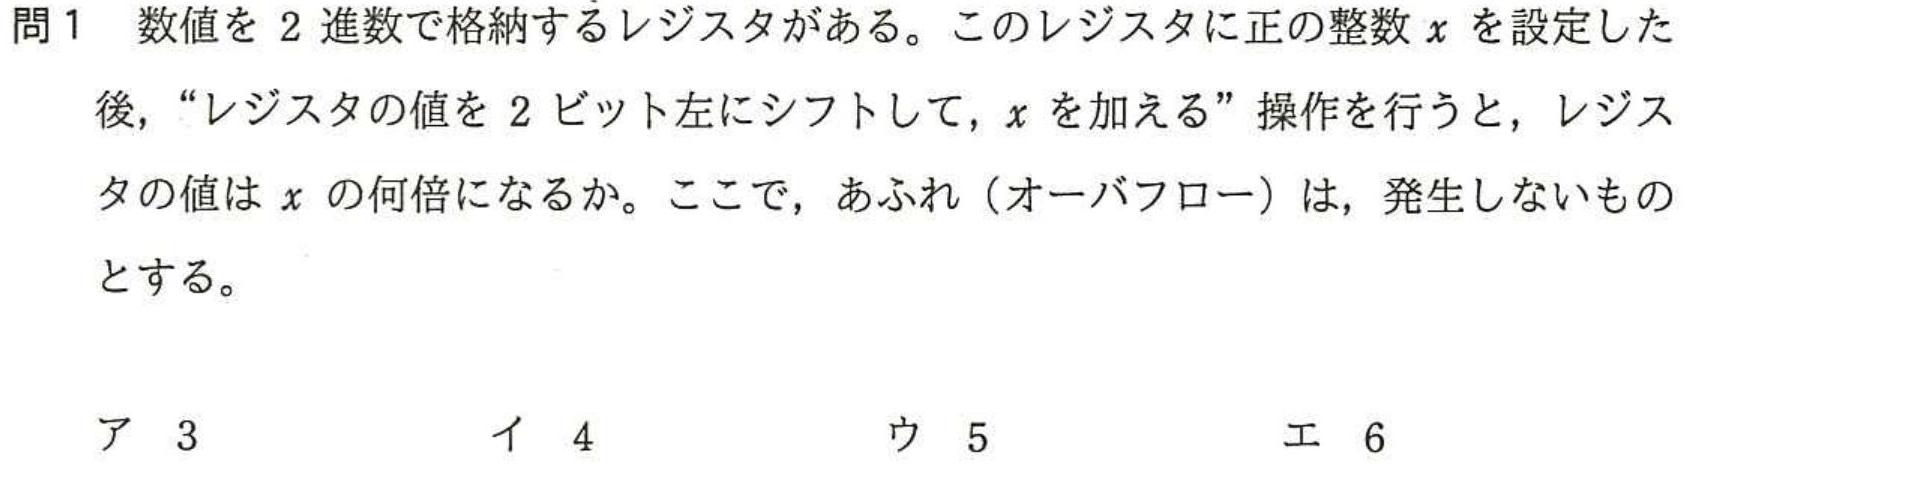 問1　数値を 2 進数で格納するレジスタがある。このレジスタに正の整数 x を設定した
後，“レジスタの値を 2 ビット左にシフトして，x を加える” 操作を行うと，レジス
タの値は x の何倍になるか。ここで，あふれ（オーバフロー）は，発生しないもの
とする。
ア　3　イ　4　ウ　5　エ　6